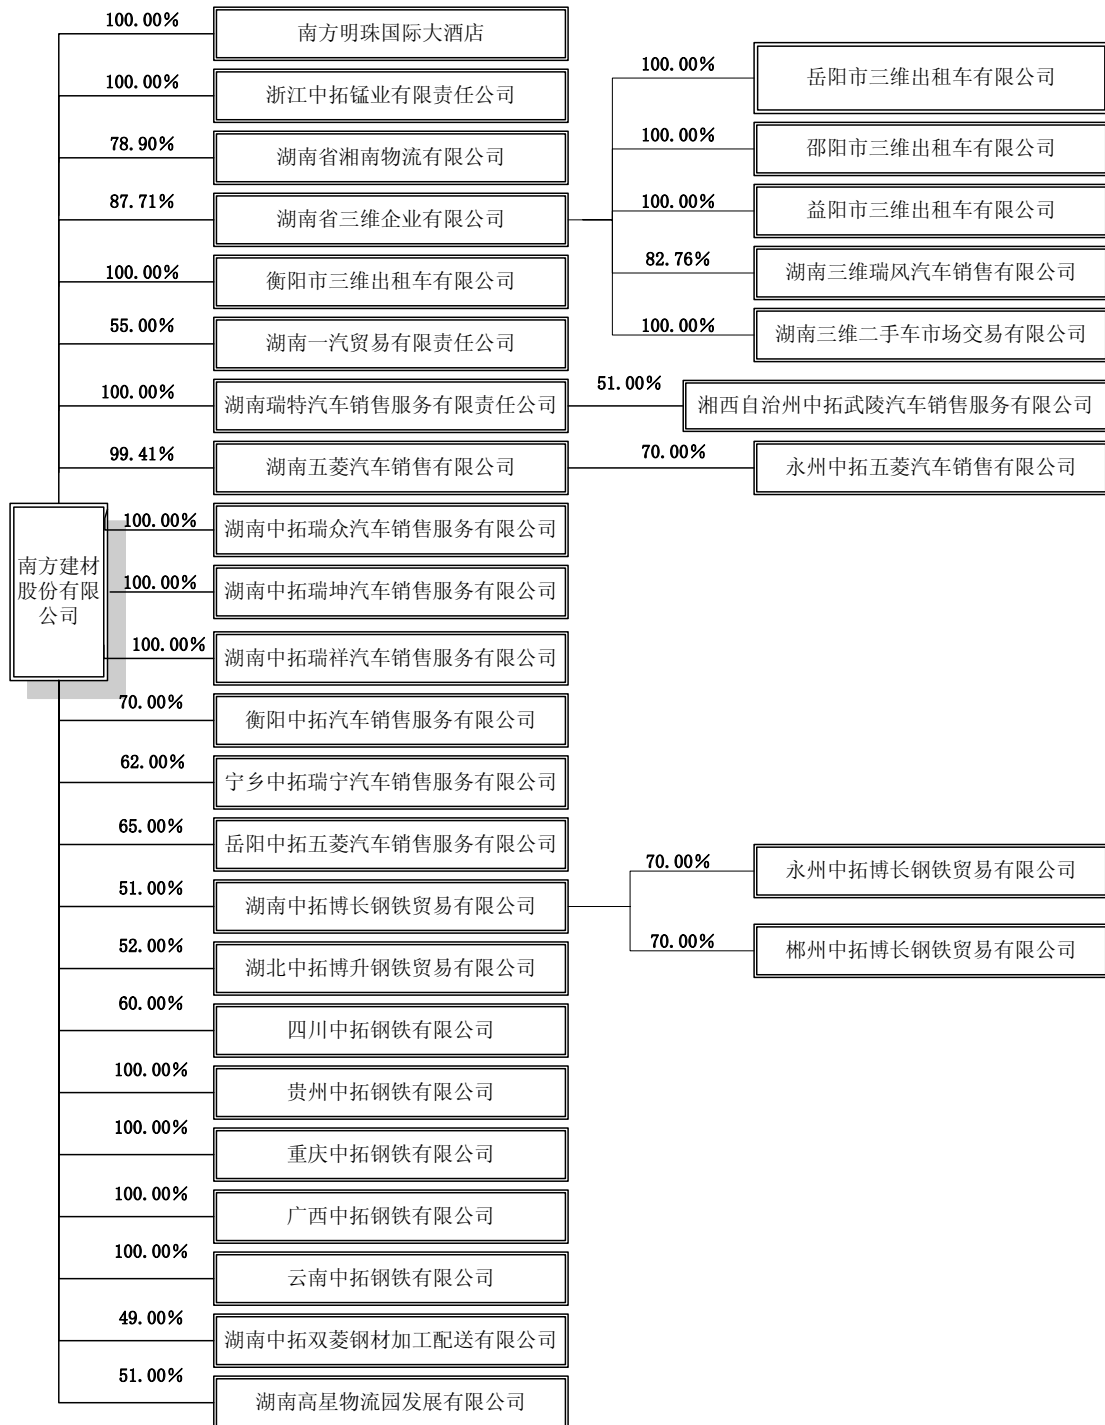 100.00%
南方明珠国际大酒店
100.00%
浙江中拓锰业有限责任公司
78.90%
湖南省湘南物流有限公司
87.71%
湖南省三维企业有限公司
100.00%
岳阳市三维出租车有限公司
100.00%
邵阳市三维出租车有限公司
100.00%
益阳市三维出租车有限公司
82.76%
湖南三维瑞风汽车销售有限公司
100.00%
湖南三维二手车市场交易有限公司
100.00%
衡阳市三维出租车有限公司
55.00%
湖南一汽贸易有限责任公司
100.00%
湖南瑞特汽车销售服务有限责任公司
51.00%
湘西自治州中拓武陵汽车销售服务有限公司
99.41%
湖南五菱汽车销售有限公司
70.00%
永州中拓五菱汽车销售有限公司
南方建材
股份有限
公司
100.00%
湖南中拓瑞众汽车销售服务有限公司
100.00%
湖南中拓瑞坤汽车销售服务有限公司
100.00%
湖南中拓瑞祥汽车销售服务有限公司
70.00%
衡阳中拓汽车销售服务有限公司
62.00%
宁乡中拓瑞宁汽车销售服务有限公司
65.00%
岳阳中拓五菱汽车销售服务有限公司
51.00%
湖南中拓博长钢铁贸易有限公司
70.00%
永州中拓博长钢铁贸易有限公司
70.00%
郴州中拓博长钢铁贸易有限公司
52.00%
湖北中拓博升钢铁贸易有限公司
60.00%
四川中拓钢铁有限公司
100.00%
贵州中拓钢铁有限公司
100.00%
重庆中拓钢铁有限公司
100.00%
广西中拓钢铁有限公司
100.00%
云南中拓钢铁有限公司
49.00%
湖南中拓双菱钢材加工配送有限公司
51.00%
湖南高星物流园发展有限公司